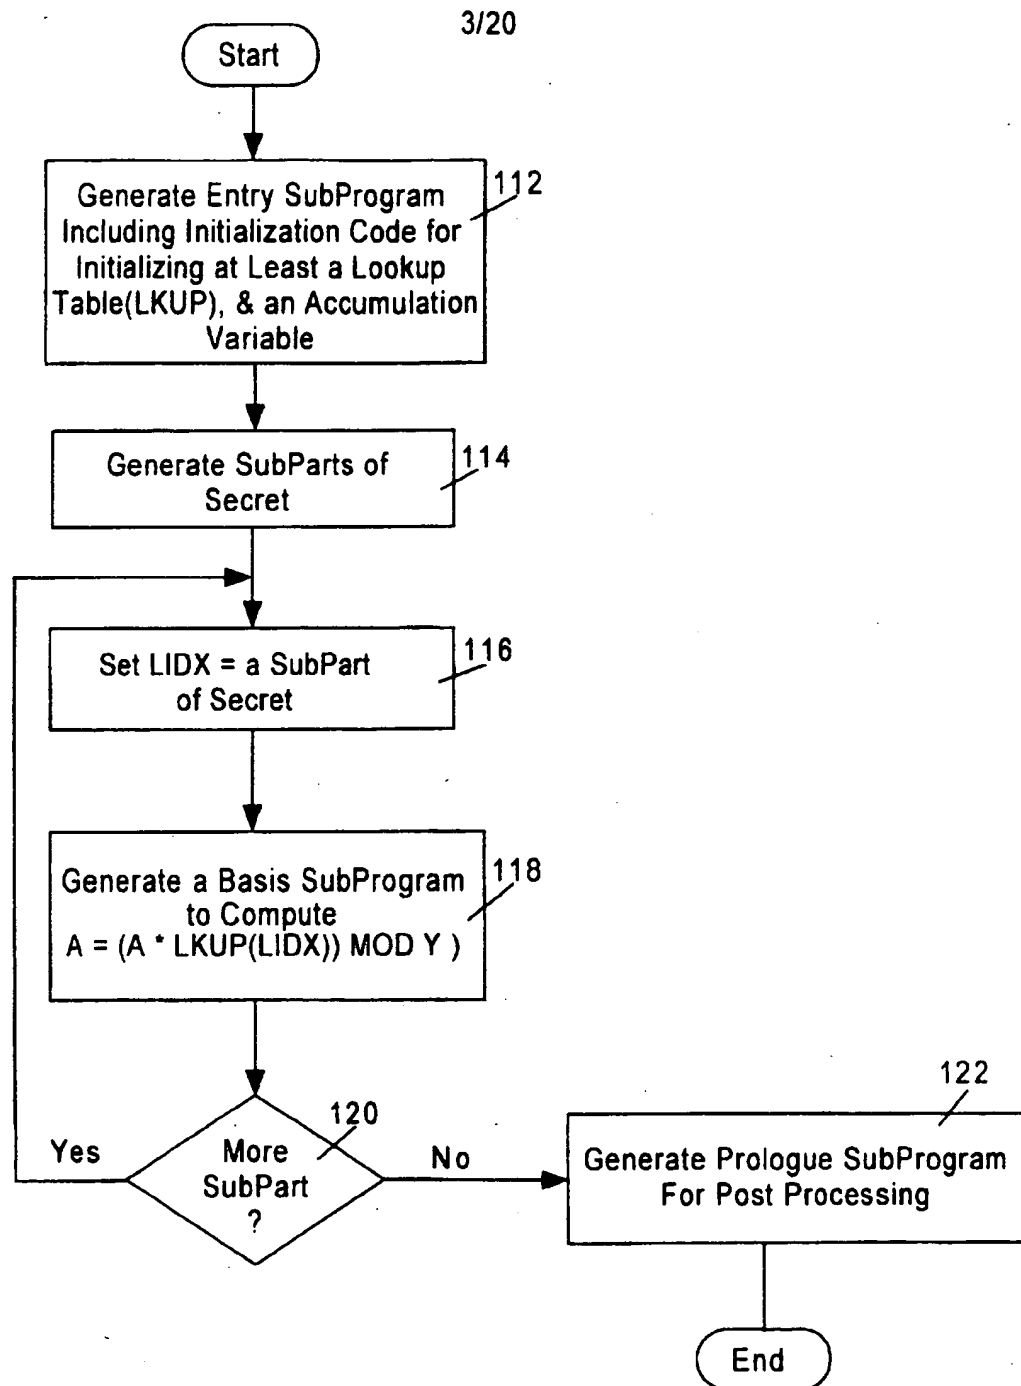 3/20
Start
Generate Entry SubProgram
Including Initialization Code for
Initializing at Least a Lookup
Table(LKUP), & an Accumulation
Variable
112
Generate SubParts of
Secret
114
Set LIDX = a SubPart
of Secret
116
Generate a Basis SubProgram
to Compute
A = (A * LKUP(LIDX)) MOD Y )
118
More
SubPart
?
120
Yes
No
Generate Prologue SubProgram
For Post Processing
122
End